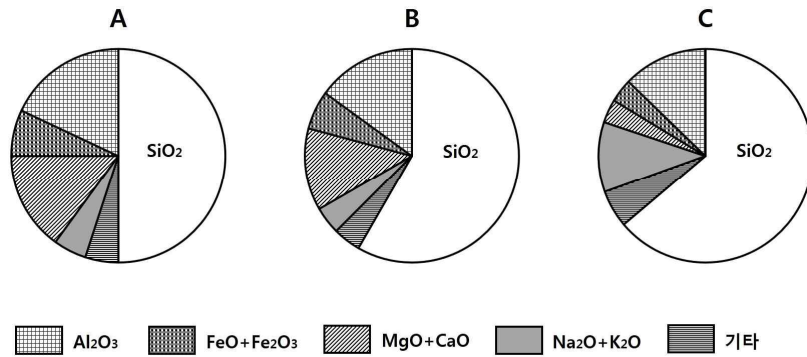 A B C
SiO₂ SiO₂ SiO₂
Al₂O₃ FeO+Fe₂O₃ MgO+CaO Na₂O+K₂O 기타